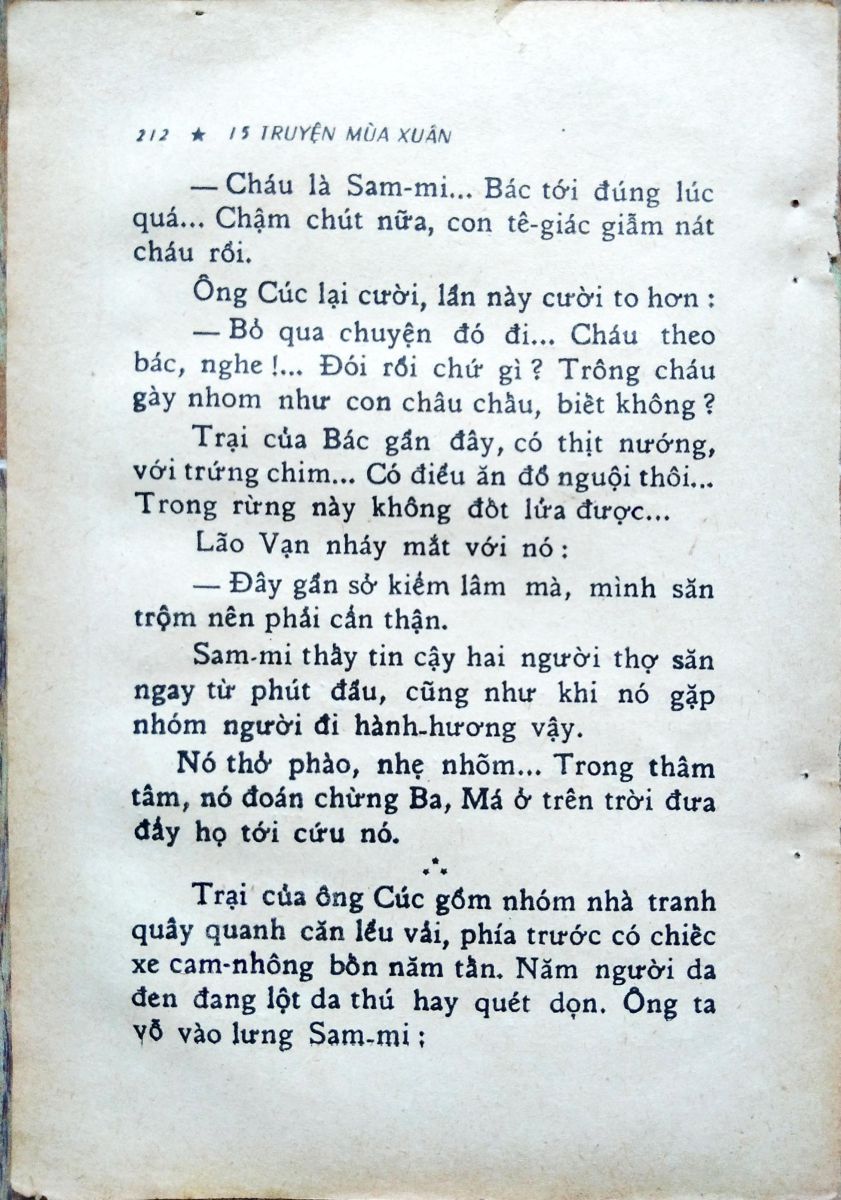 212 ★ 15 TRUYỆN MÙA XUÂN
— Cháu là Sam-mi... Bác tới đúng lúc
quá... Chậm chút nữa, con tê-giác giẫm nát
cháu rồi.
Ông Cúc lại cười, lần này cười to hơn :
— Bỏ qua chuyện đó đi... Cháu theo
bác, nghe !... Đói rồi chứ gì ? Trông cháu
gày nhom như con châu chấu, biết không ?
Trại của Bác gần đây, có thịt nướng,
với trứng chim... Có điều ăn đồ nguội thôi...
Trong rừng này không đốt lửa được...
Lão Vạn nháy mắt với nó :
— Đây gần sở kiểm lâm mà, mình săn
trộm nên phải cẩn thận.
Sam-mi thấy tin cậy hai người thợ săn
ngay từ phút đầu, cũng như khi nó gặp
nhóm người đi hành-hương vậy.
Nó thở phào, nhẹ nhõm... Trong thâm
tâm, nó đoán chừng Ba, Má ở trên trời đưa
đẩy họ tới cứu nó.
⁂
Trại của ông Cúc gồm nhóm nhà tranh
quây quanh căn lều vải, phía trước có chiếc
xe cam-nhông bốn năm tấn. Năm người da
đen đang lột da thú hay quét dọn. Ông ta
vỗ vào lưng Sam-mi :